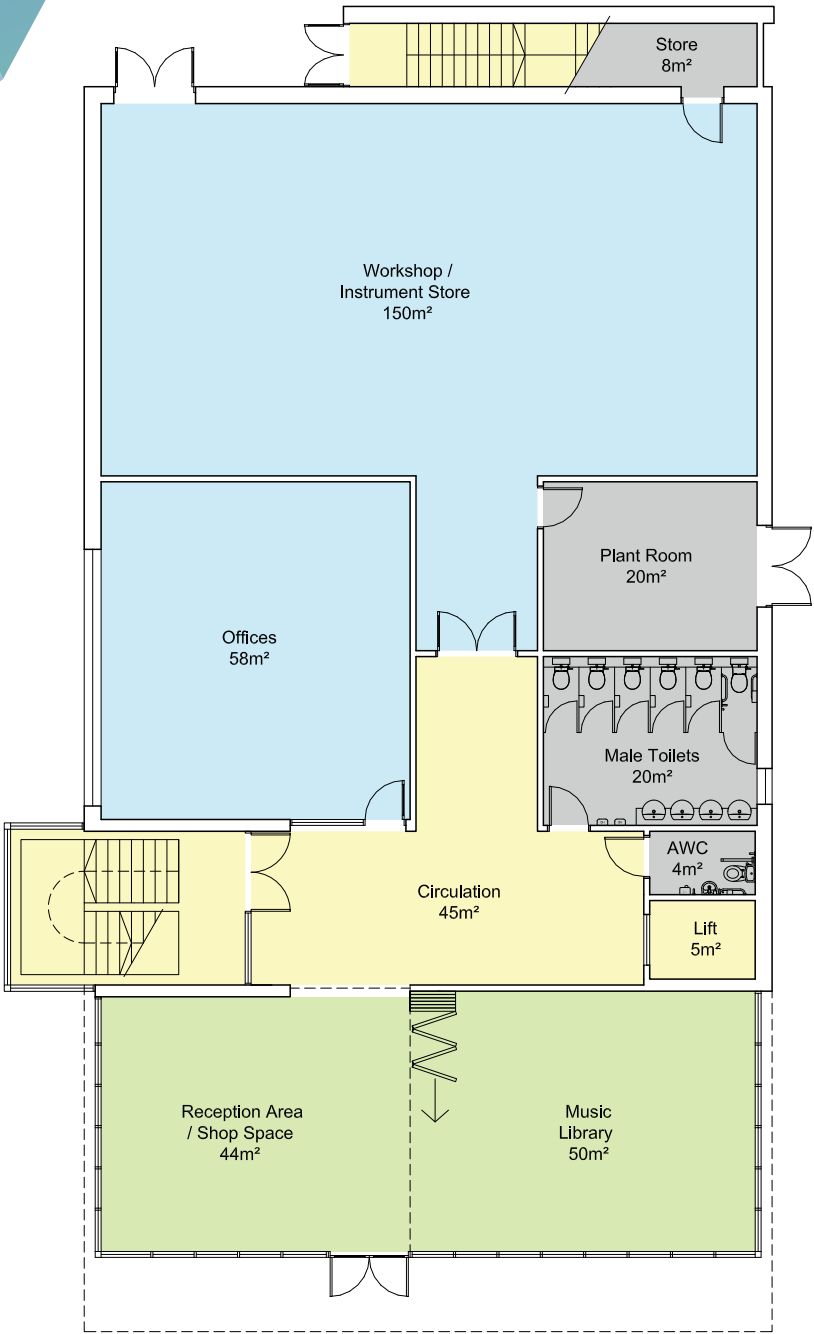 Store
8m²
Workshop /
Instrument Store
150m²
Plant Room
20m²
Offices
58m²
Male Toilets
20m²
AWC
4m²
Circulation
45m²
Lift
5m²
Reception Area
/ Shop Space
44m²
Music
Library
50m²